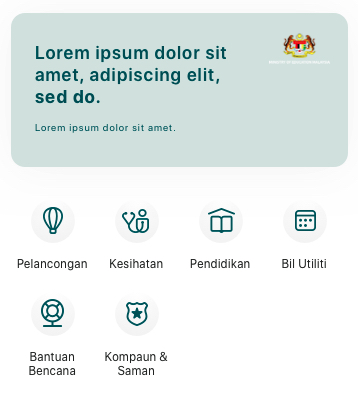 Lorem ipsum dolor sit
amet, adipiscing elit,
sed do.
Lorem ipsum dolor sit amet.
Pelancongan
Kesihatan
Pendidikan
Bil Utiliti
Bantuan
Bencana
Kompaun &
Saman